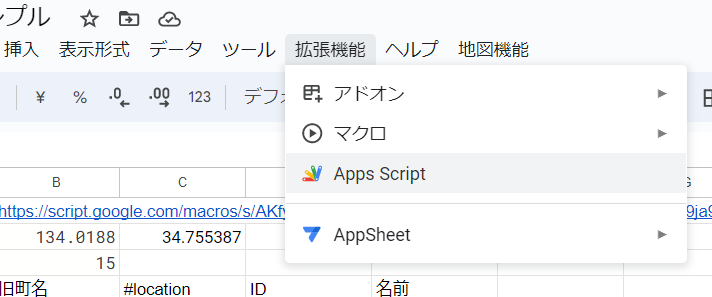 ンプル
挿入 表示形式 データ ツール 拡張機能 ヘルプ 地図機能
¥ % .0 .00 123 デフォ
アドオン
マクロ
Apps Script
AppSheet
B C G
https://script.google.com/macros/s/AKf 9ja9
134.0188 34.755387
15
旧町名 #location ID 名前